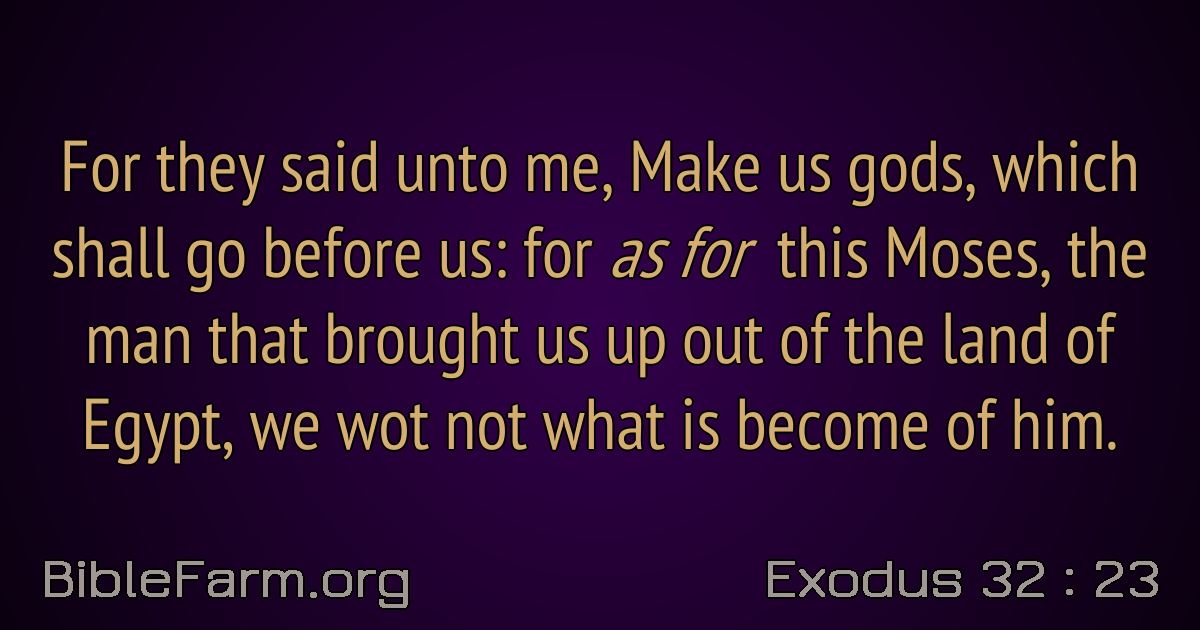 For they said unto me, Make us gods, which
shall go before us: for as for this Moses, the
man that brought us up out of the land of
Egypt, we wot not what is become of him.
BibleFarm.org
Exodus 32 : 23